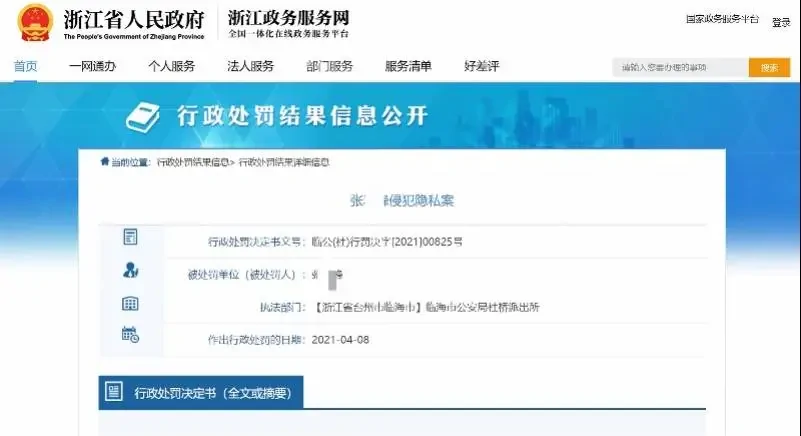 浙江省人民政府
The People's Government of Zhejiang Province
浙江政务服务网
全国一体化在线政务服务平台
国家政务服务平台 登录
首页 一网通办 个人服务 法人服务 部门服务 服务清单 好差评
请输入您要办理的事项 搜索
行政处罚结果信息公开
当前位置: 行政处罚结果信息> 行政处罚结果详细信息
张 侵犯隐私案
行政处罚决定书文号: 临公(杜)行罚决字[2021]00825号
被处罚单位（被处罚人）:
执法部门: 【浙江省台州市临海市】临海市公安局杜桥派出所
作出行政处罚的日期: 2021-04-08
行政处罚决定书（全文或摘要）